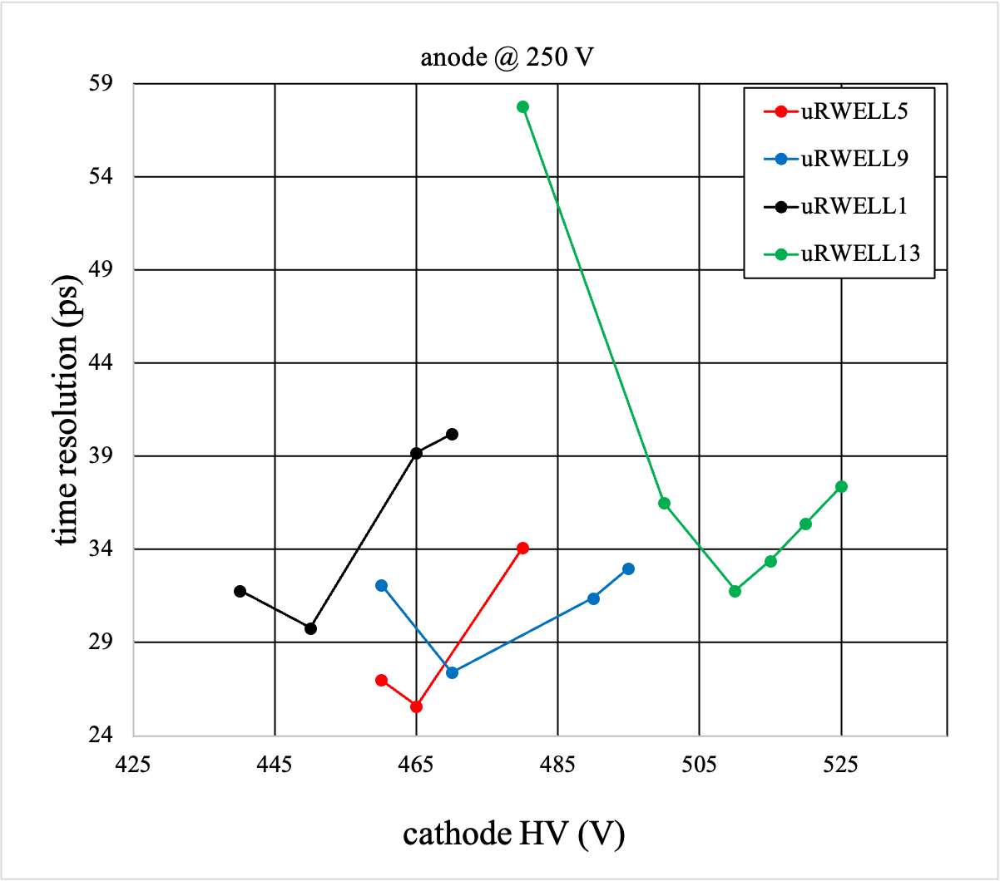 anode @ 250 V
59
54
49
44
39
34
29
24
time resolution (ps)
uRWELL5
uRWELL9
uRWELL1
uRWELL13
425 445 465 485 505 525
cathode HV (V)